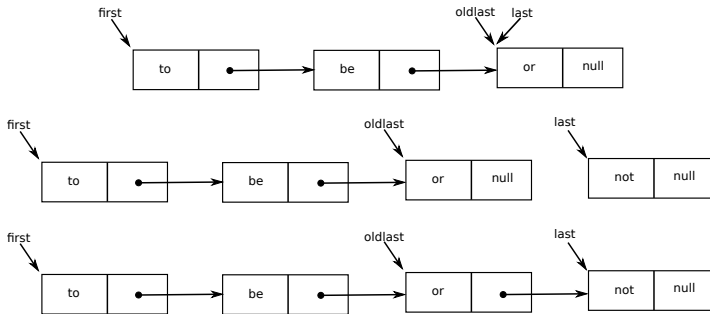 first oldlast last
to be or null
first oldlast last
to be or null not null
first oldlast last
to be or not null